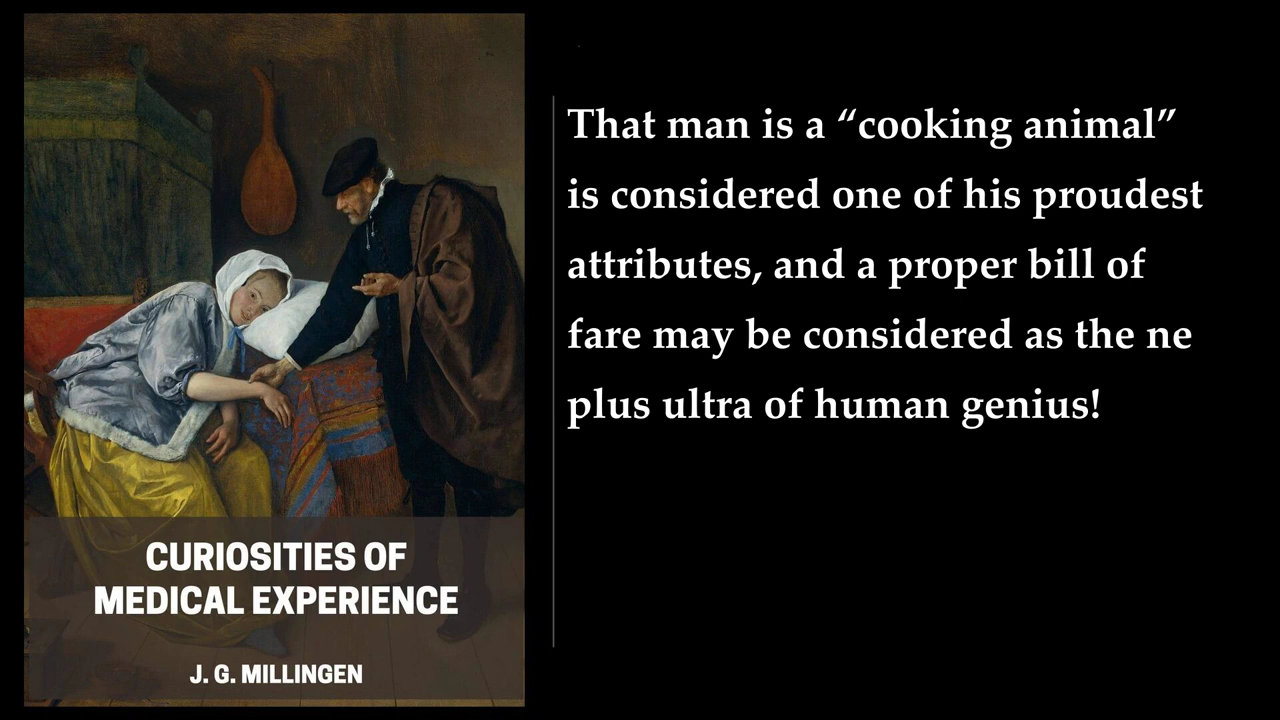 CURIOSITIES OF
MEDICAL EXPERIENCE
J. G. MILLINGEN
That man is a “cooking animal”
is considered one of his proudest
attributes, and a proper bill of
fare may be considered as the ne
plus ultra of human genius!